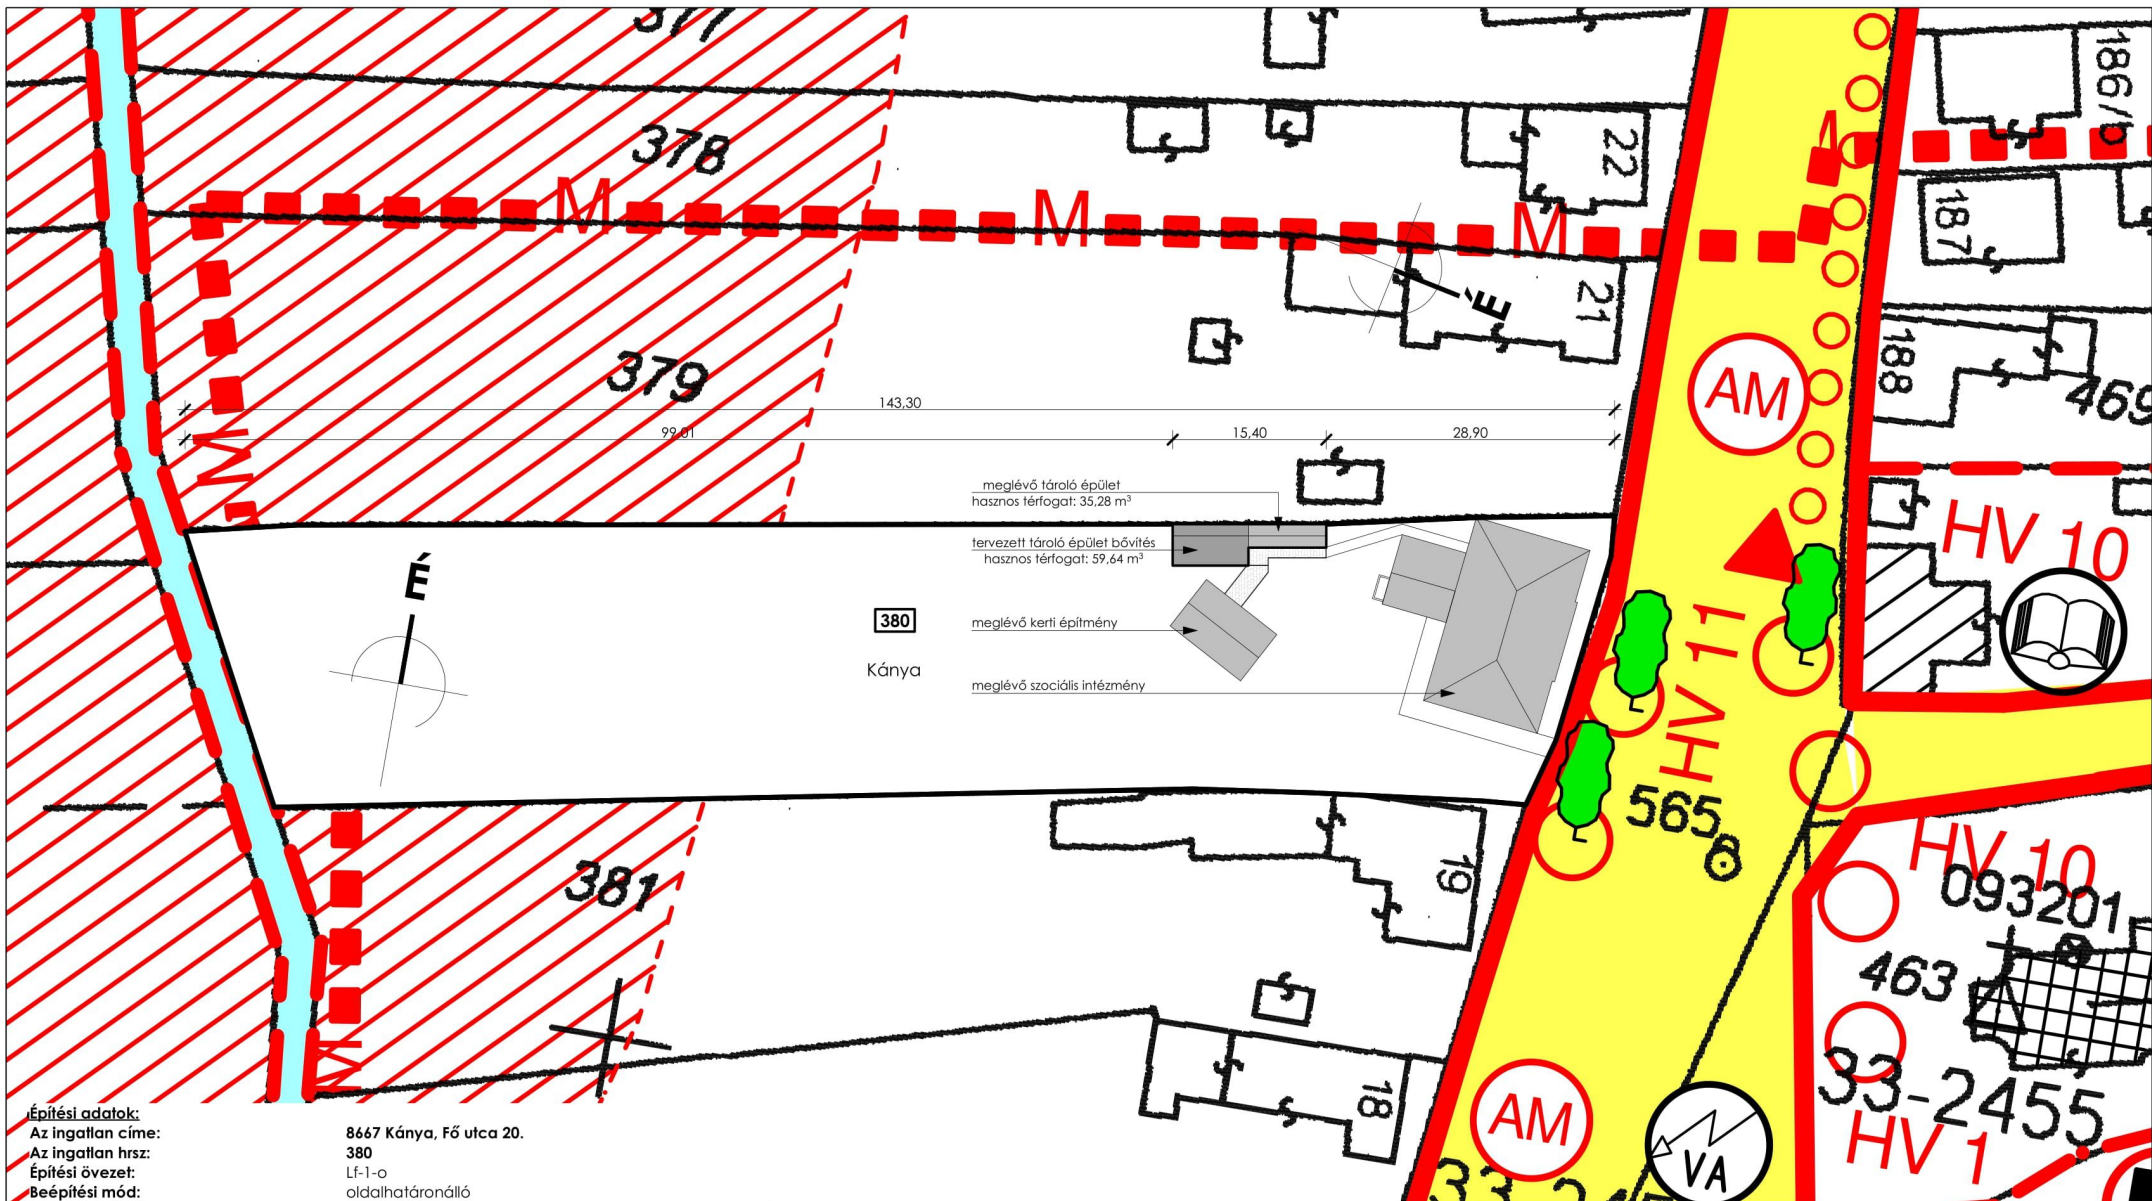 377
378
M
M
M
22
186/b
187
21
É
188
AM
469
379
143,30
99,01
15,40
28,90
M
meglévő tároló épület
hasznos térfogat: 35,28 m³
tervezett tároló épület bővítés
hasznos térfogat: 59,64 m³
HV 10
É
380
Kánya
meglévő kerti építmény
meglévő szociális intézmény
HV 11
565
HV 10
093201
381
19
463
33-2455
M
18
AM
VA
HV 1
Építési adatok:
Az ingatlan címe: 8667 Kánya, Fő utca 20.
Az ingatlan hrsz: 380
Építési övezet: Lf-1-o
Beépítési mód: oldalhatáronálló